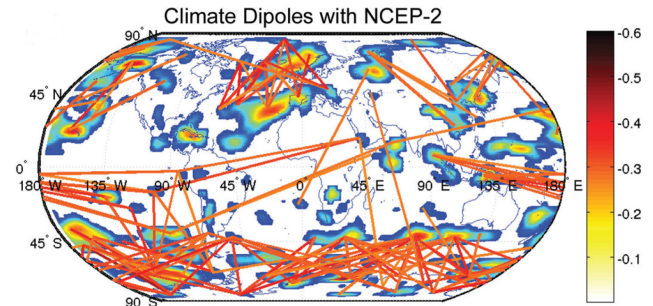 Climate Dipoles with NCEP-2
90° N
45° N
0°
180° W 135° W 90° W 45° W 0° E 45° E 90° E 135° E 180° E
45° S
90° S
-0.6
-0.5
-0.4
-0.3
-0.2
-0.1